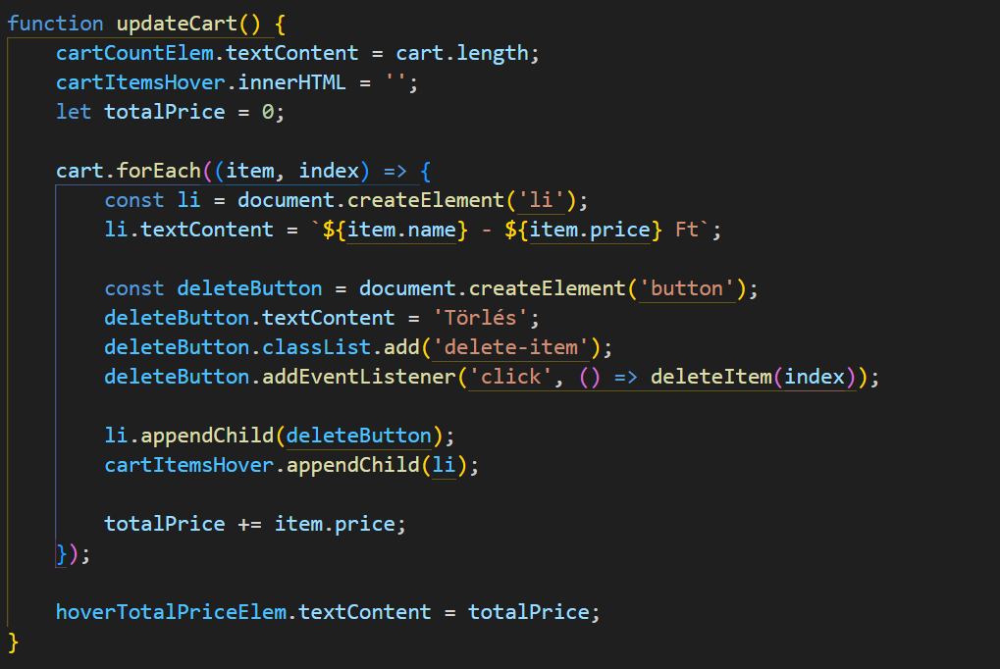 function updateCart() {
    cartCountElem.textContent = cart.length;
    cartItemsHover.innerHTML = '';
    let totalPrice = 0;

    cart.forEach((item, index) => {
        const li = document.createElement('li');
        li.textContent = `${item.name} - ${item.price} Ft`;

        const deleteButton = document.createElement('button');
        deleteButton.textContent = 'Törlés';
        deleteButton.classList.add('delete-item');
        deleteButton.addEventListener('click', () => deleteItem(index));

        li.appendChild(deleteButton);
        cartItemsHover.appendChild(li);

        totalPrice += item.price;
    });

    hoverTotalPriceElem.textContent = totalPrice;
}